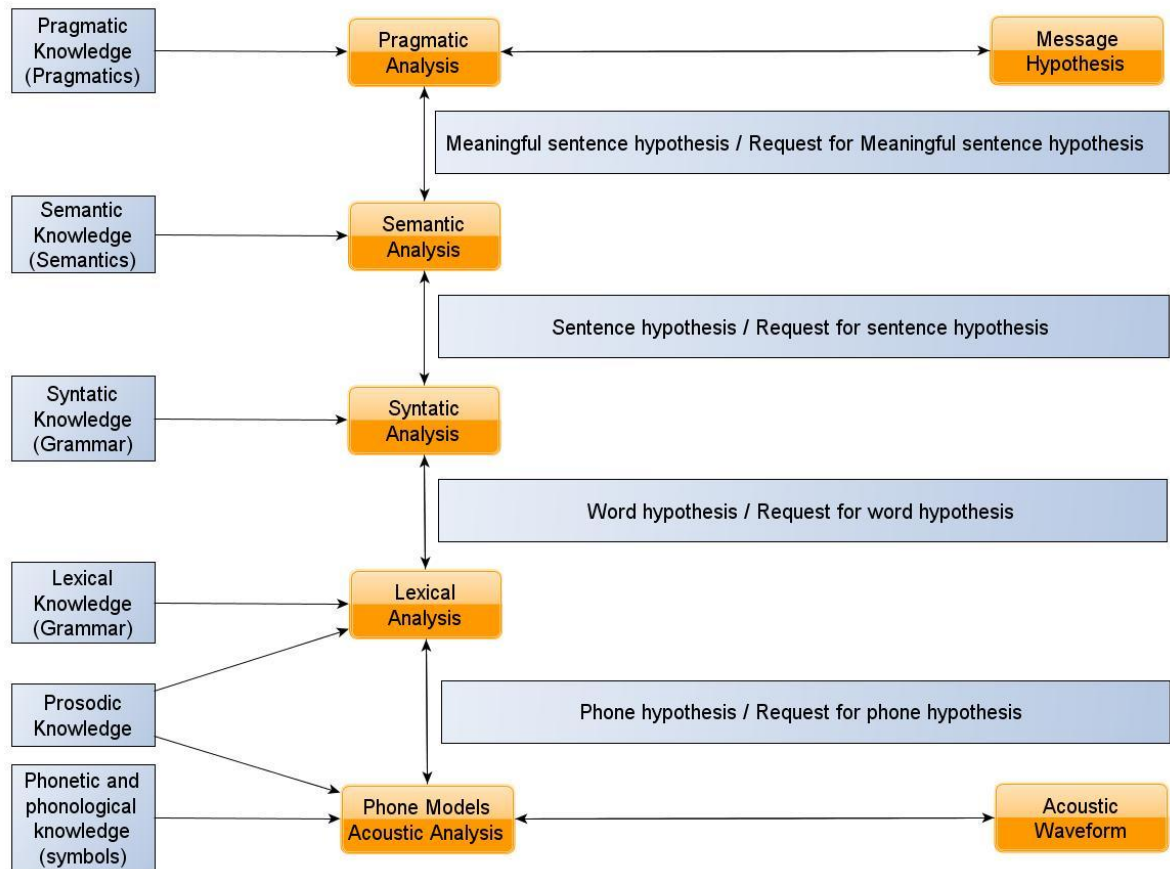 Pragmatic
Knowledge
(Pragmatics)
Pragmatic
Analysis
Message
Hypothesis
Meaningful sentence hypothesis / Request for Meaningful sentence hypothesis
Semantic
Knowledge
(Semantics)
Semantic
Analysis
Sentence hypothesis / Request for sentence hypothesis
Syntatic
Knowledge
(Grammar)
Syntatic
Analysis
Word hypothesis / Request for word hypothesis
Lexical
Knowledge
(Grammar)
Lexical
Analysis
Prosodic
Knowledge
Phone hypothesis / Request for phone hypothesis
Phonetic and
phonological
knowledge
(symbols)
Phone Models
Acoustic Analysis
Acoustic
Waveform